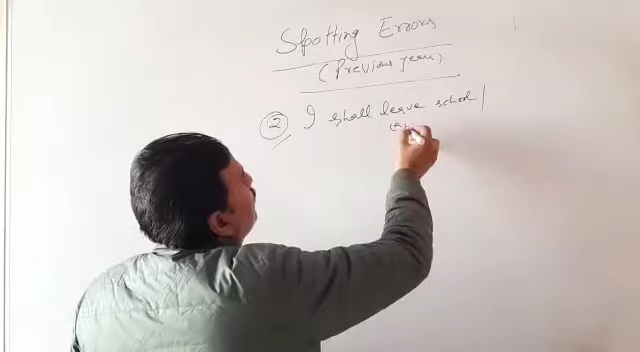 Spotting Errors
(Previous year)
② I shall leave school /
(a